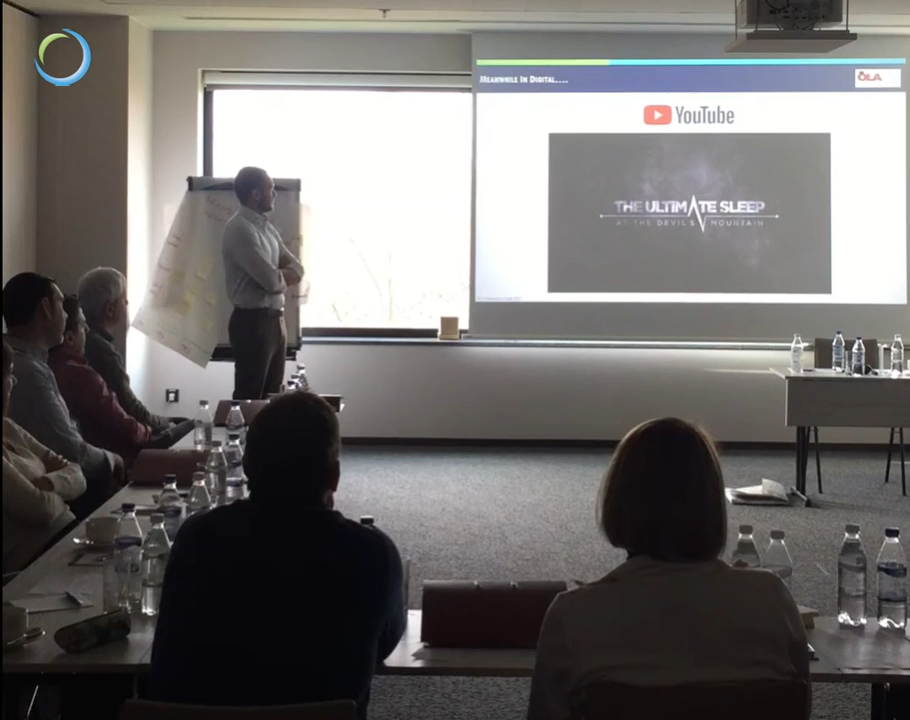 MEANWHILE IN DIGITAL....
ÖLA
YouTube
THE ULTIMATE SLEEP
AT THE DEVIL'S MOUNTAIN